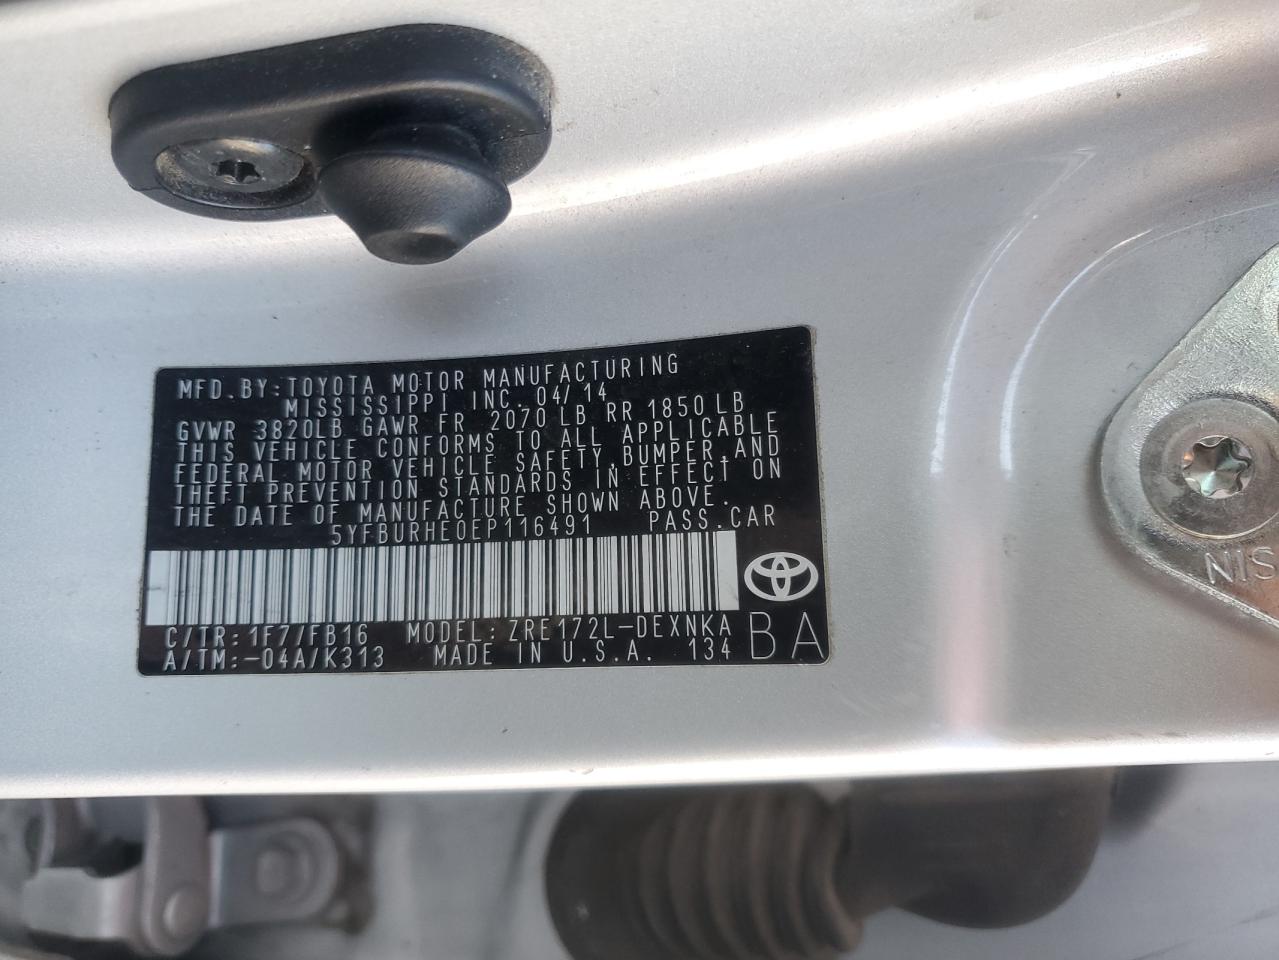 MFD. BY: TOYOTA MOTOR MANUFACTURING
MISSISSIPPI INC. 04/14
GVWR 3820LB GAWR FR 2070 LB RR 1850 LB
THIS VEHICLE CONFORMS TO ALL APPLICABLE
FEDERAL MOTOR VEHICLE SAFETY, BUMPER, AND
THEFT PREVENTION STANDARDS IN EFFECT ON
THE DATE OF MANUFACTURE SHOWN ABOVE.
5YFBURHE0EP116491 PASS. CAR
C/TR: 1F7/FB16 MODEL: ZRE172L-DEXNKA
A/TM: -04A/K313 MADE IN U.S.A. 134 BA
NIS